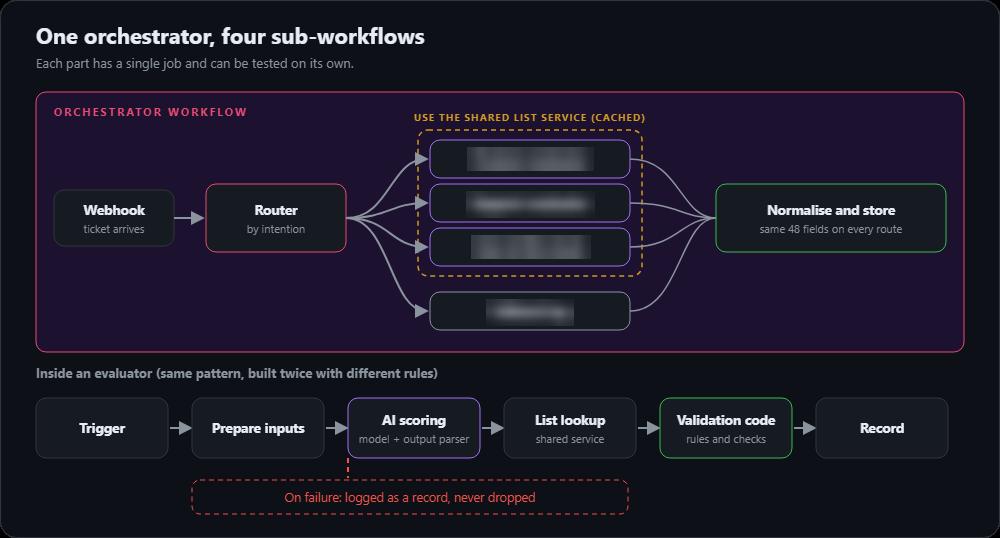 One orchestrator, four sub-workflows
Each part has a single job and can be tested on its own.
ORCHESTRATOR WORKFLOW
USE THE SHARED LIST SERVICE (CACHED)
Webhook
ticket arrives
Router
by intention
Normalise and store
same 48 fields on every route
Inside an evaluator (same pattern, built twice with different rules)
Trigger
Prepare inputs
AI scoring
model + output parser
List lookup
shared service
Validation code
rules and checks
Record
On failure: logged as a record, never dropped